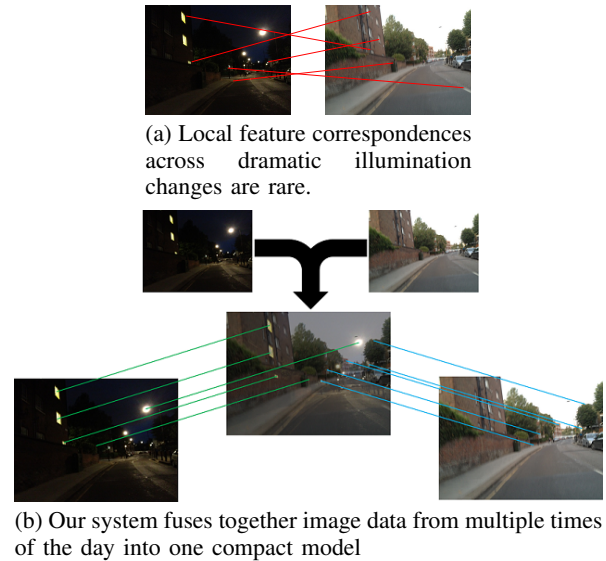 (a) Local feature correspondences
across dramatic illumination
changes are rare.
(b) Our system fuses together image data from multiple times
of the day into one compact model